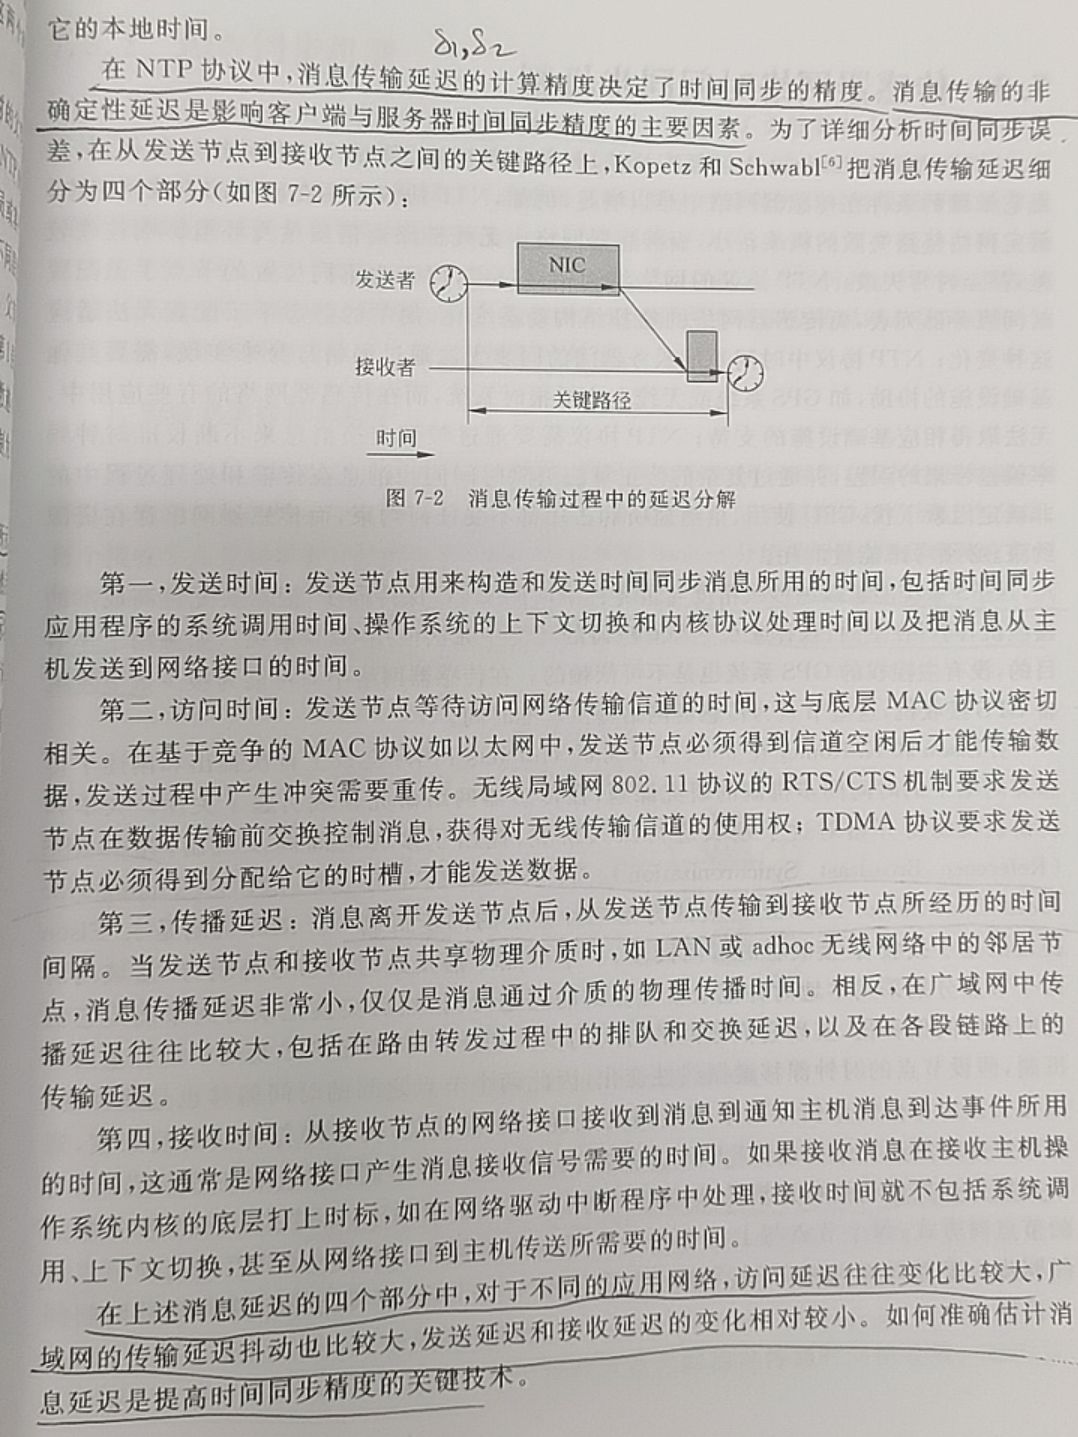 它的本地时间。
δ1,δ2
在 NTP 协议中,消息传输延迟的计算精度决定了时间同步的精度。消息传输的非
确定性延迟是影响客户端与服务器时间同步精度的主要因素。为了详细分析时间同步误
差,在从发送节点到接收节点之间的关键路径上,Kopetz 和 Schwabl[6]把消息传输延迟细
分为四个部分(如图 7-2 所示):
发送者
NIC
接收者
关键路径
时间
图 7-2 消息传输过程中的延迟分解
第一,发送时间:发送节点用来构造和发送时间同步消息所用的时间,包括时间同步
应用程序的系统调用时间、操作系统的上下文切换和内核协议处理时间以及把消息从主
机发送到网络接口的时间。
第二,访问时间:发送节点等待访问网络传输信道的时间,这与底层 MAC 协议密切
相关。在基于竞争的 MAC 协议如以太网中,发送节点必须得到信道空闲后才能传输数
据,发送过程中产生冲突需要重传。无线局域网 802.11 协议的 RTS/CTS 机制要求发送
节点在数据传输前交换控制消息,获得对无线传输信道的使用权;TDMA 协议要求发送
节点必须得到分配给它的时槽,才能发送数据。
第三,传播延迟:消息离开发送节点后,从发送节点传输到接收节点所经历的时间
间隔。当发送节点和接收节点共享物理介质时,如 LAN 或 adhoc 无线网络中的邻居节
点,消息传播延迟非常小,仅仅是消息通过介质的物理传播时间。相反,在广域网中传
播延迟往往比较大,包括在路由转发过程中的排队和交换延迟,以及在各段链路上的
传输延迟。
第四,接收时间:从接收节点的网络接口接收到消息到通知主机消息到达事件所用
的时间,这通常是网络接口产生消息接收信号需要的时间。如果接收消息在接收主机操
作系统内核的底层打上时标,如在网络驱动中断程序中处理,接收时间就不包括系统调
用、上下文切换,甚至从网络接口到主机传送所需要的时间。
在上述消息延迟的四个部分中,对于不同的应用网络,访问延迟往往变化比较大,广
域网的传输延迟抖动也比较大,发送延迟和接收延迟的变化相对较小。如何准确估计消
息延迟是提高时间同步精度的关键技术。